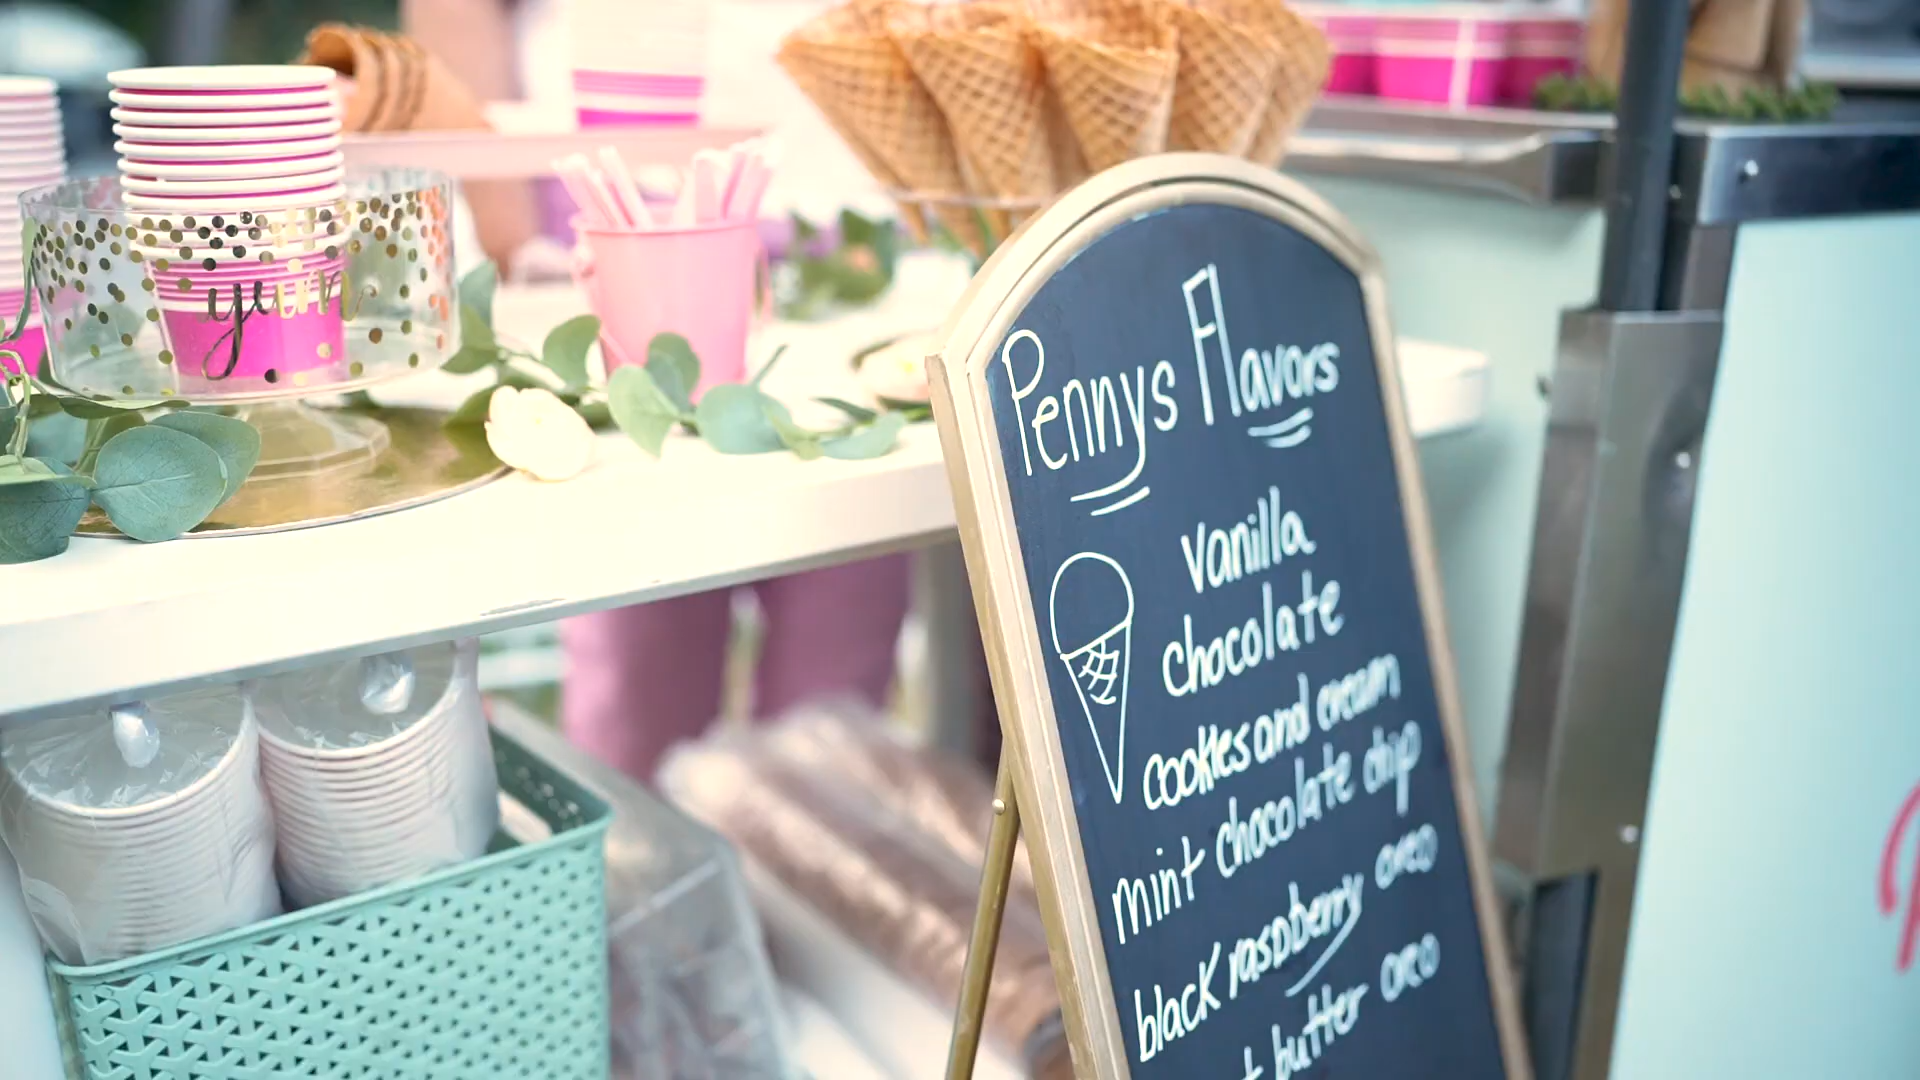 yum
Pennys Flavors
vanilla
chocolate
cookies and cream
mint chocolate chip
black raspberry oreo
butter oreo